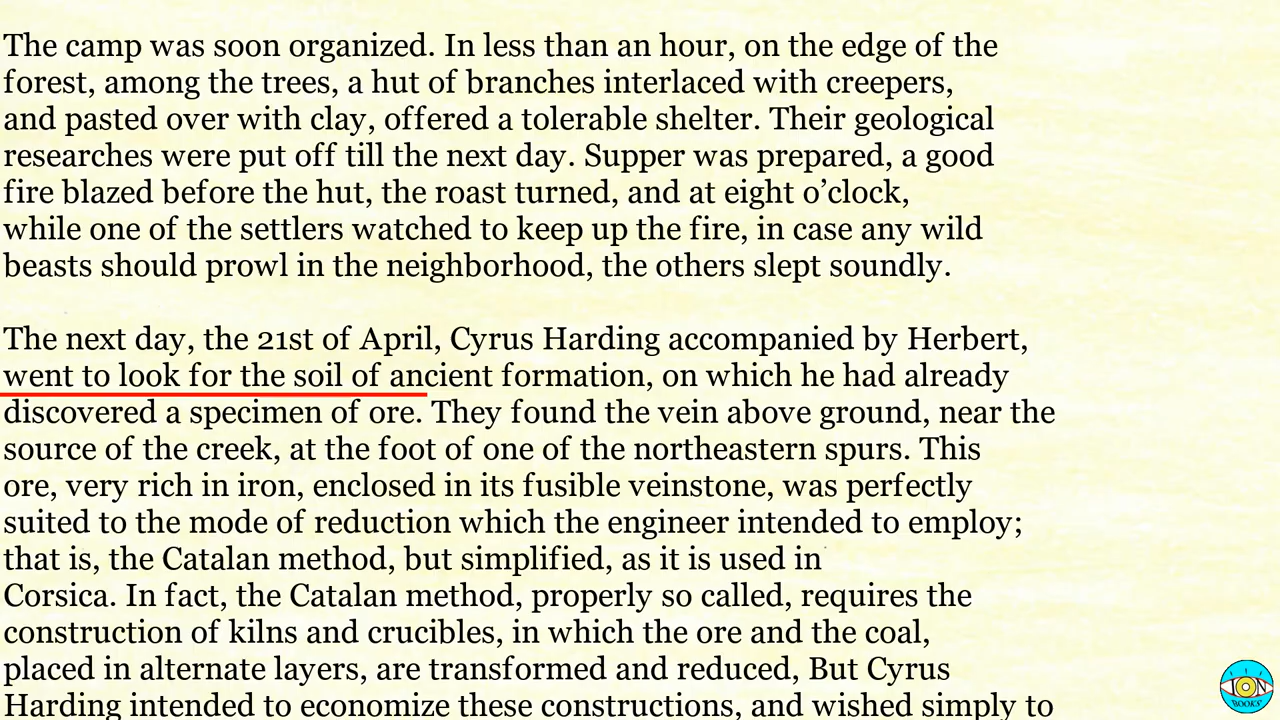 The camp was soon organized. In less than an hour, on the edge of the
forest, among the trees, a hut of branches interlaced with creepers,
and pasted over with clay, offered a tolerable shelter. Their geological
researches were put off till the next day. Supper was prepared, a good
fire blazed before the hut, the roast turned, and at eight o’clock,
while one of the settlers watched to keep up the fire, in case any wild
beasts should prowl in the neighborhood, the others slept soundly.
The next day, the 21st of April, Cyrus Harding accompanied by Herbert,
went to look for the soil of ancient formation, on which he had already
discovered a specimen of ore. They found the vein above ground, near the
source of the creek, at the foot of one of the northeastern spurs. This
ore, very rich in iron, enclosed in its fusible veinstone, was perfectly
suited to the mode of reduction which the engineer intended to employ;
that is, the Catalan method, but simplified, as it is used in
Corsica. In fact, the Catalan method, properly so called, requires the
construction of kilns and crucibles, in which the ore and the coal,
placed in alternate layers, are transformed and reduced, But Cyrus
Harding intended to economize these constructions, and wished simply to
ION
BOOKS